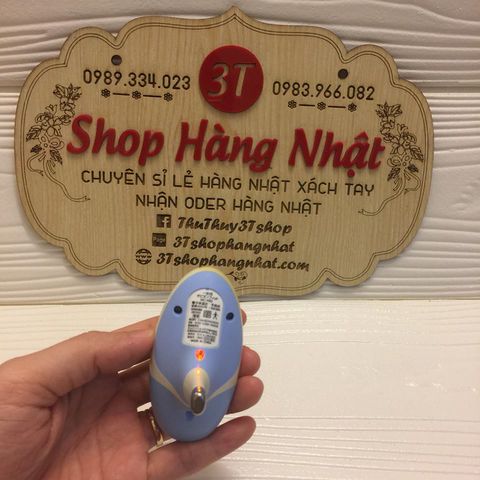 0989.334.023
3T
0983.966.082
Shop Hàng Nhật
CHUYÊN SỈ LẺ HÀNG NHẬT XÁCH TAY
NHẬN ODER HÀNG NHẬT
ThuThuy3Tshop
3Tshophangnhat
www
3Tshophangnhat.com